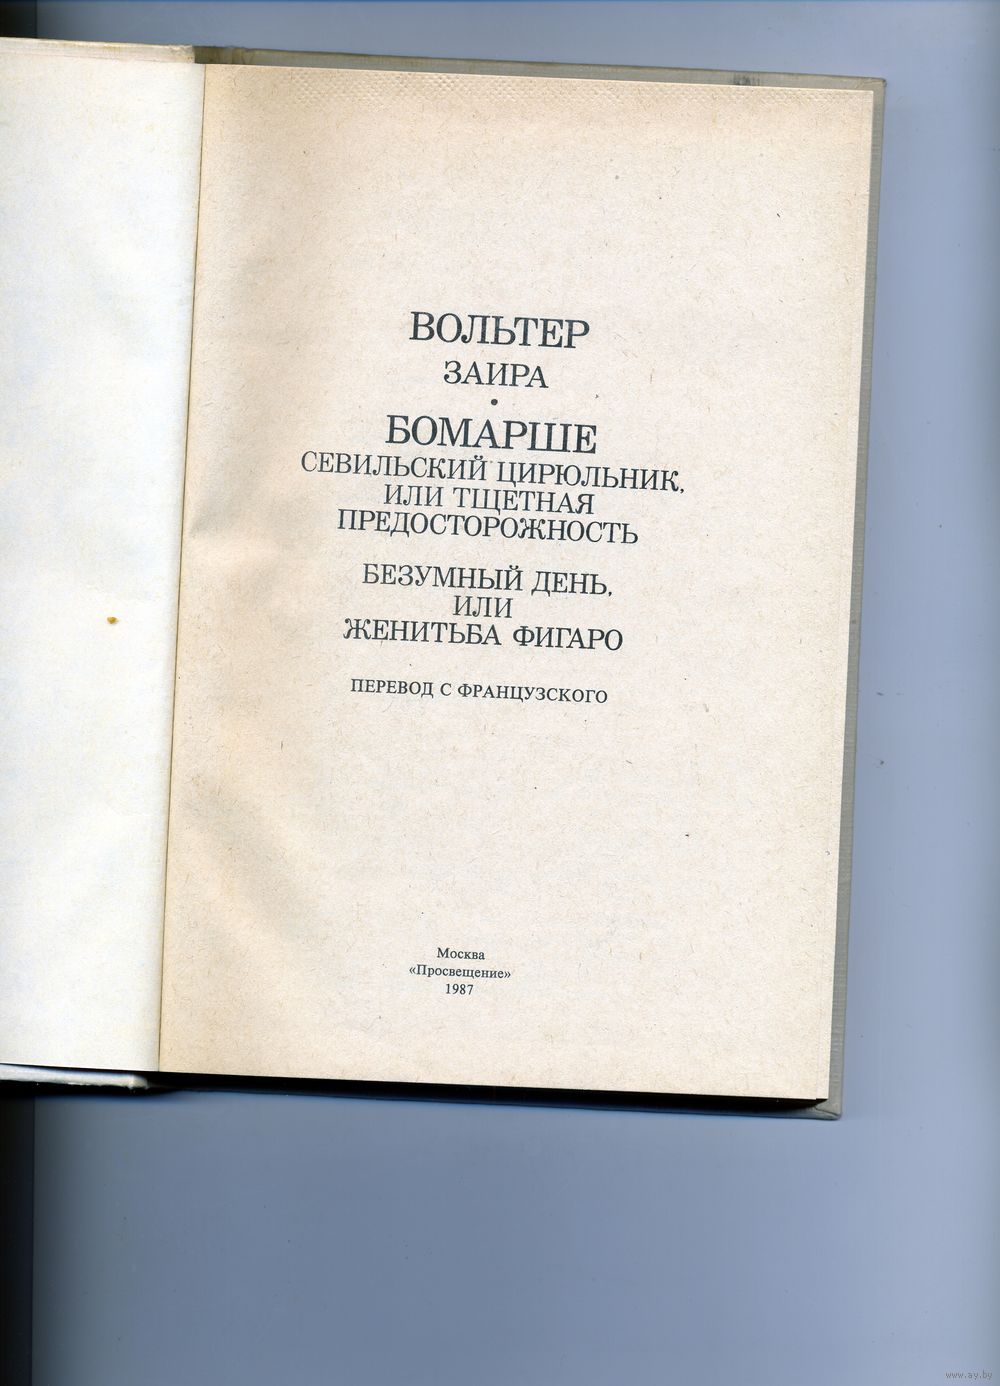 ВОЛЬТЕР
ЗАИРА
•
БОМАРШЕ
СЕВИЛЬСКИЙ ЦИРЮЛЬНИК,
ИЛИ ТЩЕТНАЯ
ПРЕДОСТОРОЖНОСТЬ
БЕЗУМНЫЙ ДЕНЬ,
ИЛИ
ЖЕНИТЬБА ФИГАРО
ПЕРЕВОД С ФРАНЦУЗСКОГО
Москва
«Просвещение»
1987
www.ay.by